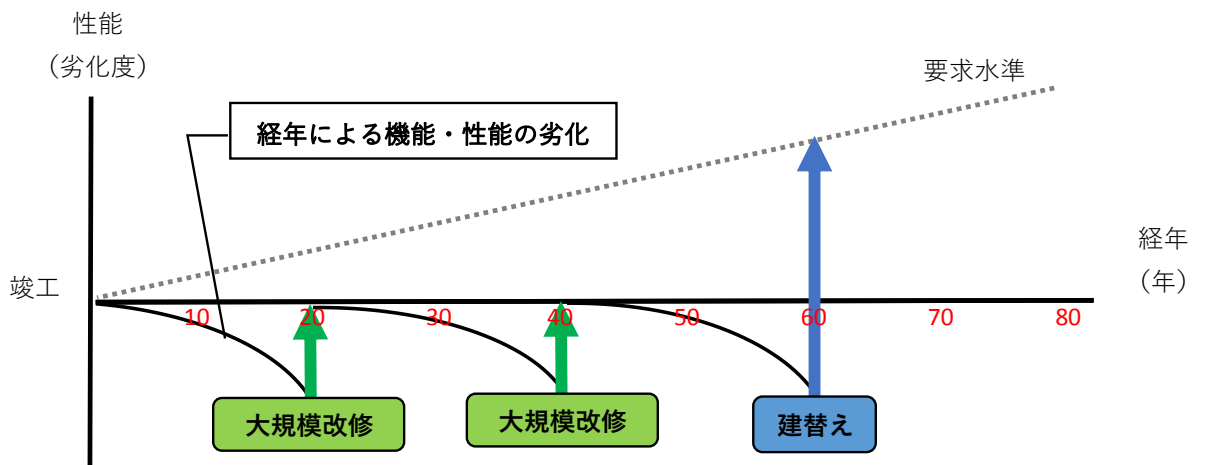 性能
（劣化度）
要求水準
経年による機能・性能の劣化
経年
（年）
竣工
10
20
30
40
50
60
70
80
大規模改修
大規模改修
建替え